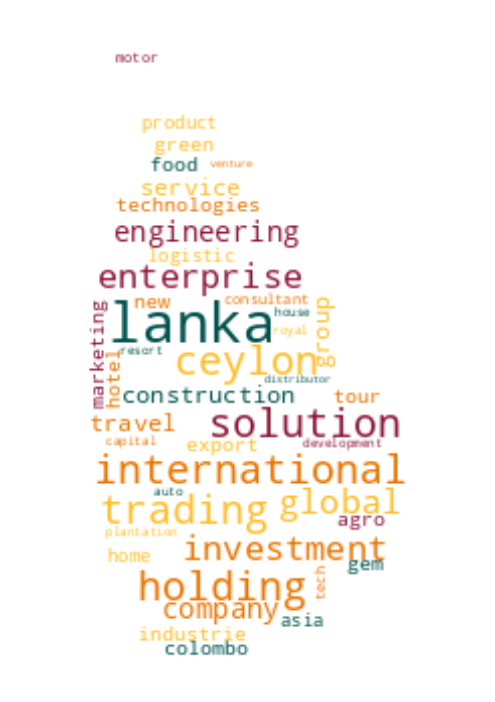 motor
product
green
food venture
service
technologies
engineering
logistic
enterprise
new consultant
lanka house
royal
marketing
group
resort
ceylon
hotel
distributor
construction tour
travel solution
capital export development
international
auto
trading global
agro
plantation
home investment
gem
holding tech
company asia
industrie
colombo